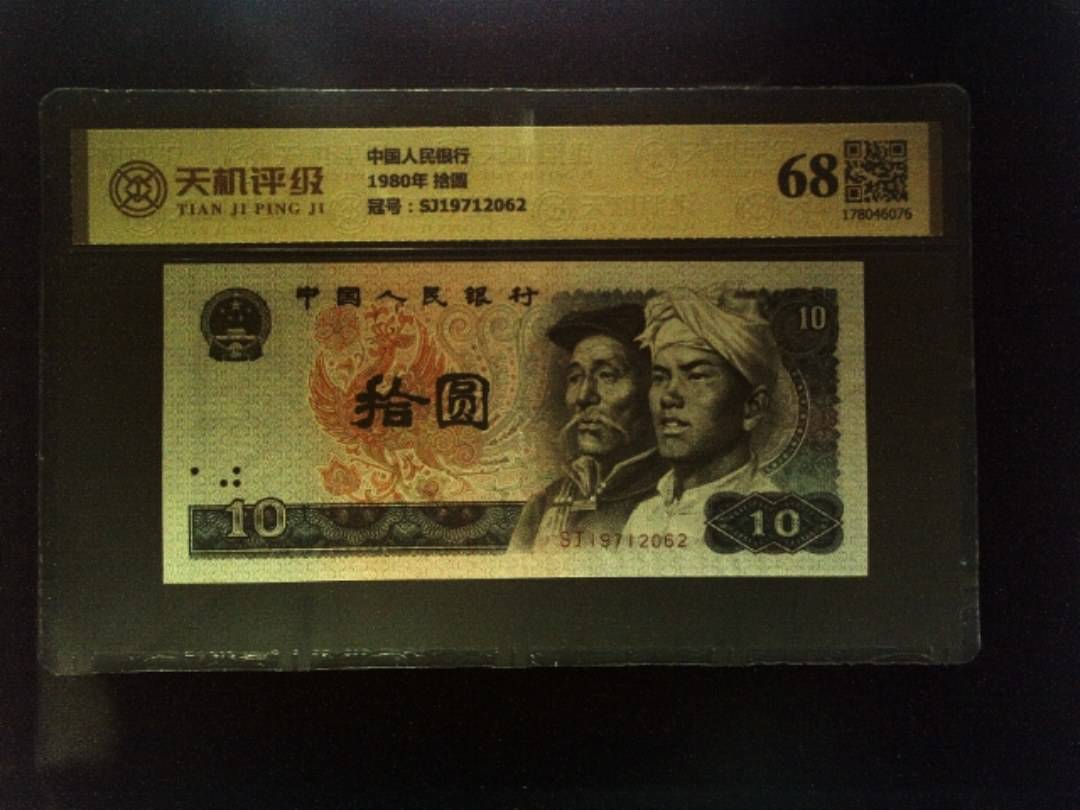 天机评级
TIAN JI PING JI
中国人民银行
1980年 拾圆
冠号：SJ19712062
68
178046076
中国人民银行
10
拾圆
10
SJ19712062
10